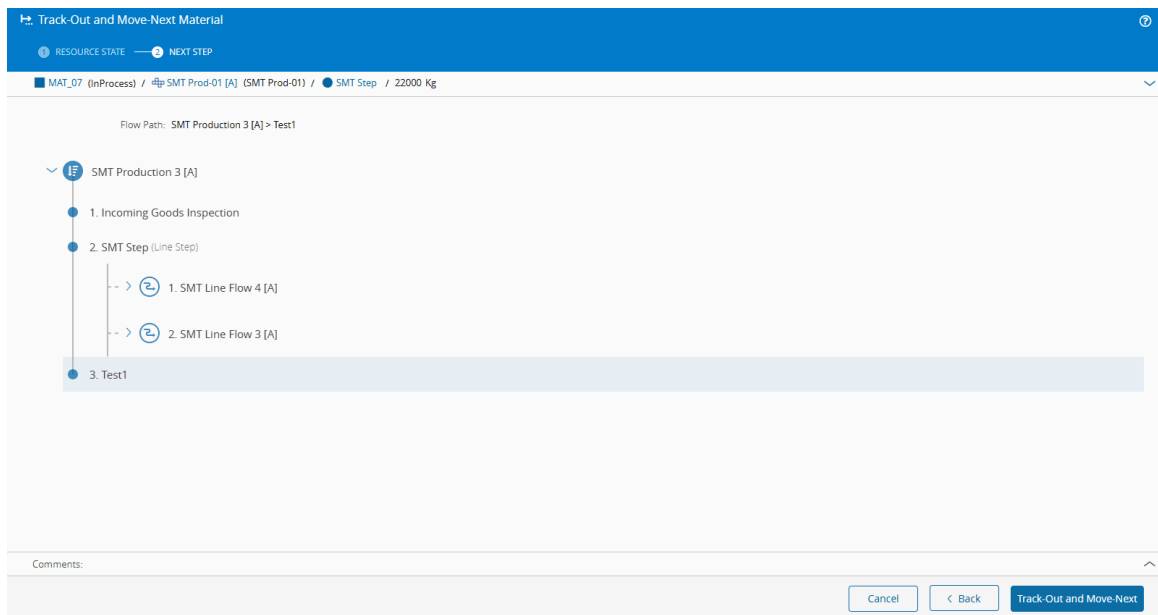 Track-Out and Move-Next Material
1 RESOURCE STATE 2 NEXT STEP
MAT_07 (InProcess) / SMT Prod-01 [A] (SMT Prod-01) / SMT Step / 22000 Kg
Flow Path: SMT Production 3 [A] > Test1
SMT Production 3 [A]
1. Incoming Goods Inspection
2. SMT Step (Line Step)
1. SMT Line Flow 4 [A]
2. SMT Line Flow 3 [A]
3. Test1
Comments:
Cancel < Back Track-Out and Move-Next